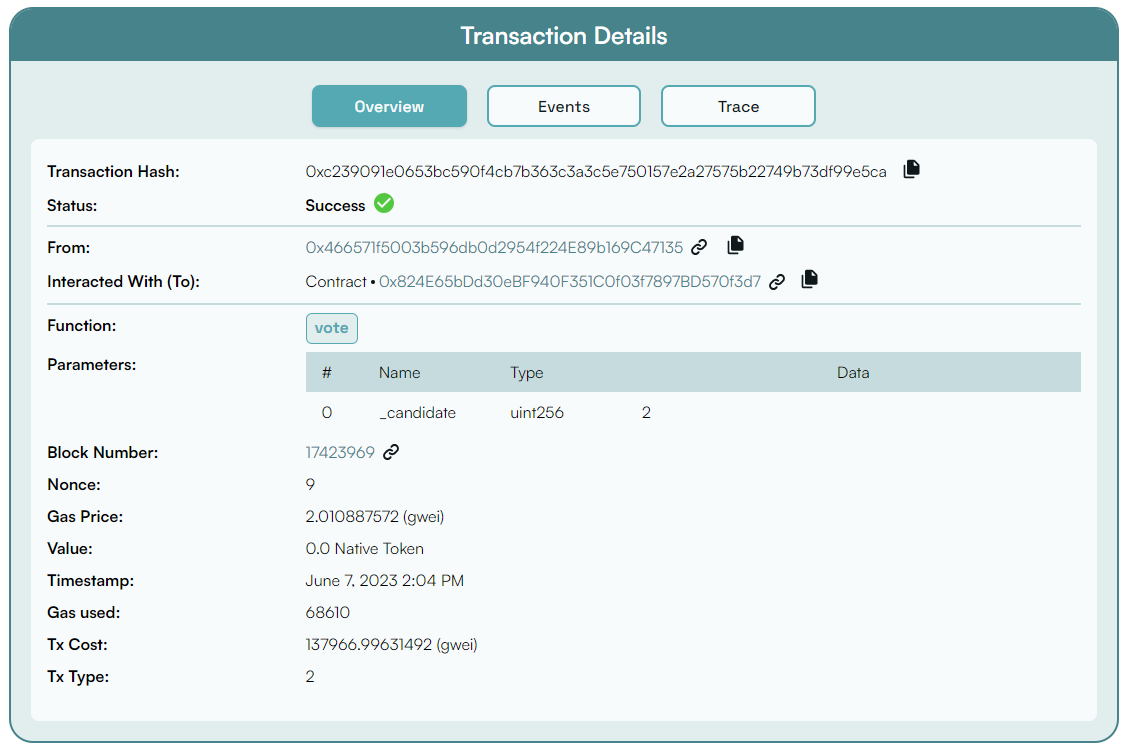 Transaction Details
Overview Events Trace
Transaction Hash: 0xc239091e0653bc590f4cb7b363c3a3c5e750157e2a27575b22749b73df99e5ca
Status: Success
From: 0x466571f5003b596db0d2954f224E89b169C47135
Interacted With (To): Contract • 0x824E65bDd30eBF940F351C0f03f7897BD570f3d7
Function: vote
Parameters: # Name Type Data
0 _candidate uint256 2
Block Number: 17423969
Nonce: 9
Gas Price: 2.010887572 (gwei)
Value: 0.0 Native Token
Timestamp: June 7, 2023 2:04 PM
Gas used: 68610
Tx Cost: 137966.99631492 (gwei)
Tx Type: 2